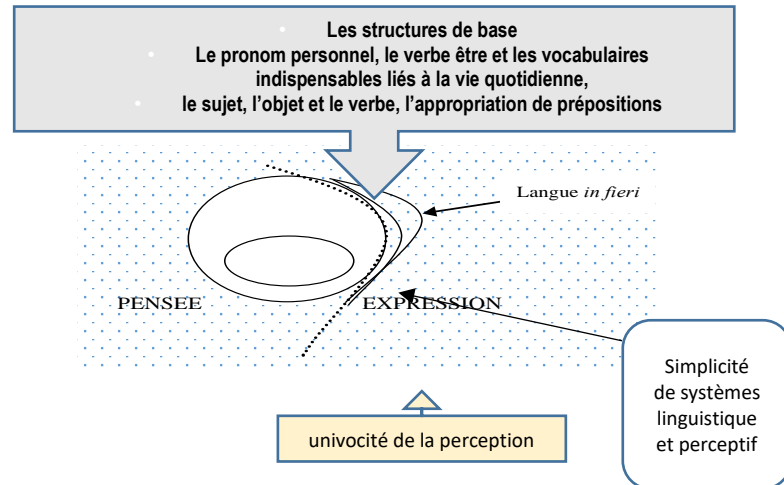 Les structures de base
Le pronom personnel, le verbe être et les vocabulaires
indispensables liés à la vie quotidienne,
le sujet, l'objet et le verbe, l'appropriation de prépositions
Langue in fieri
PENSEE
EXPRESSION
Simplicité
de systèmes
linguistique
et perceptif
univocité de la perception